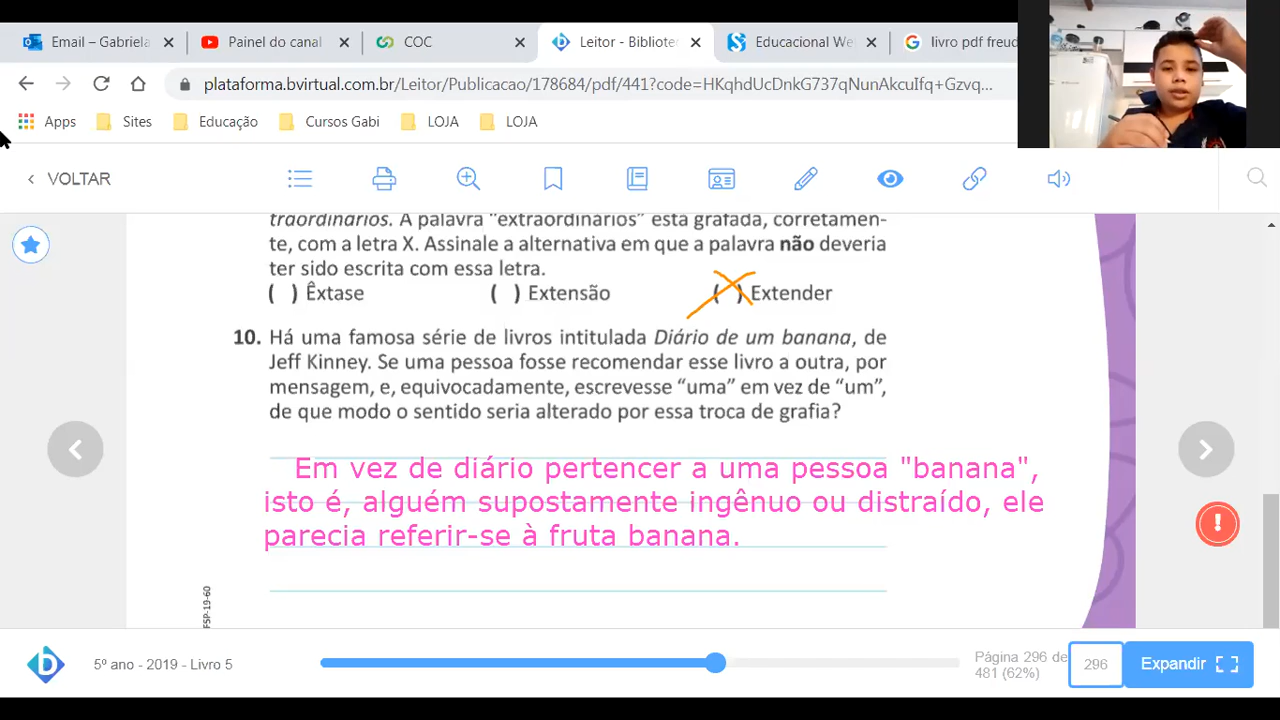 Email – Gabriela
Painel do canal
COC
Leitor - Bibliote
Educacional We
livro pdf freud
plataforma.bvirtual.com.br/Leitor/Publicacao/178684/pdf/441?code=HKqhdUcDnkG737qNunAkcuIfq+Gzvq...
Apps
Sites
Educação
Cursos Gabi
LOJA
LOJA
VOLTAR
traordinários. A palavra "extraordinários" está grafada, corretamen-
te, com a letra X. Assinale a alternativa em que a palavra não deveria
ter sido escrita com essa letra.
( ) Êxtase ( ) Extensão ( ) Extender
10. Há uma famosa série de livros intitulada Diário de um banana, de
Jeff Kinney. Se uma pessoa fosse recomendar esse livro a outra, por
mensagem, e, equivocadamente, escrevesse “uma” em vez de “um”,
de que modo o sentido seria alterado por essa troca de grafia?
Em vez de diário pertencer a uma pessoa "banana",
isto é, alguém supostamente ingênuo ou distraído, ele
parecia referir-se à fruta banana.
F5P-19-60
5º ano - 2019 - Livro 5
Página 296 de
481 (62%)
296
Expandir